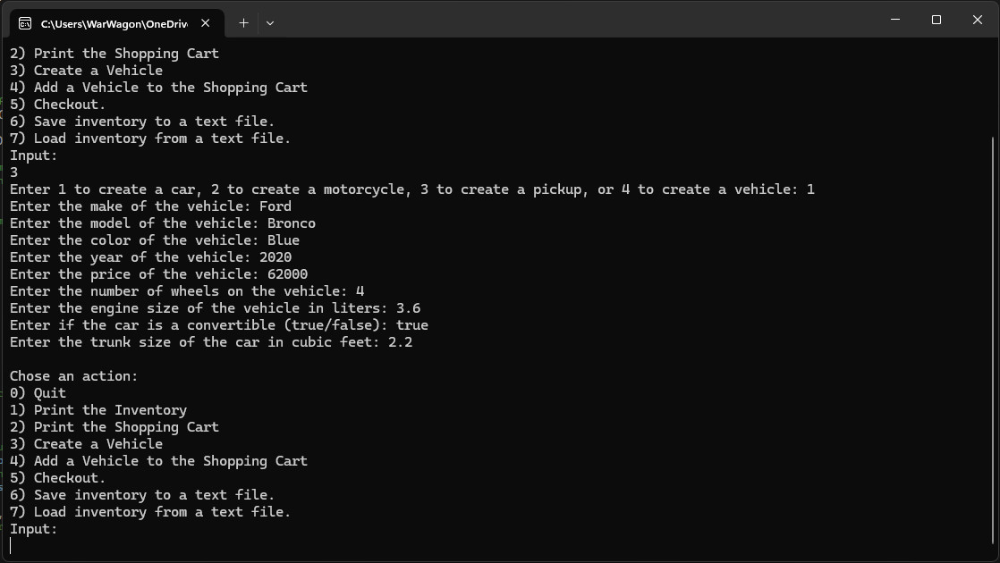 C:\Users\WarWagon\OneDriv
2) Print the Shopping Cart
3) Create a Vehicle
4) Add a Vehicle to the Shopping Cart
5) Checkout.
6) Save inventory to a text file.
7) Load inventory from a text file.
Input:
3
Enter 1 to create a car, 2 to create a motorcycle, 3 to create a pickup, or 4 to create a vehicle: 1
Enter the make of the vehicle: Ford
Enter the model of the vehicle: Bronco
Enter the color of the vehicle: Blue
Enter the year of the vehicle: 2020
Enter the price of the vehicle: 62000
Enter the number of wheels on the vehicle: 4
Enter the engine size of the vehicle in liters: 3.6
Enter if the car is a convertible (true/false): true
Enter the trunk size of the car in cubic feet: 2.2
Chose an action:
0) Quit
1) Print the Inventory
2) Print the Shopping Cart
3) Create a Vehicle
4) Add a Vehicle to the Shopping Cart
5) Checkout.
6) Save inventory to a text file.
7) Load inventory from a text file.
Input: